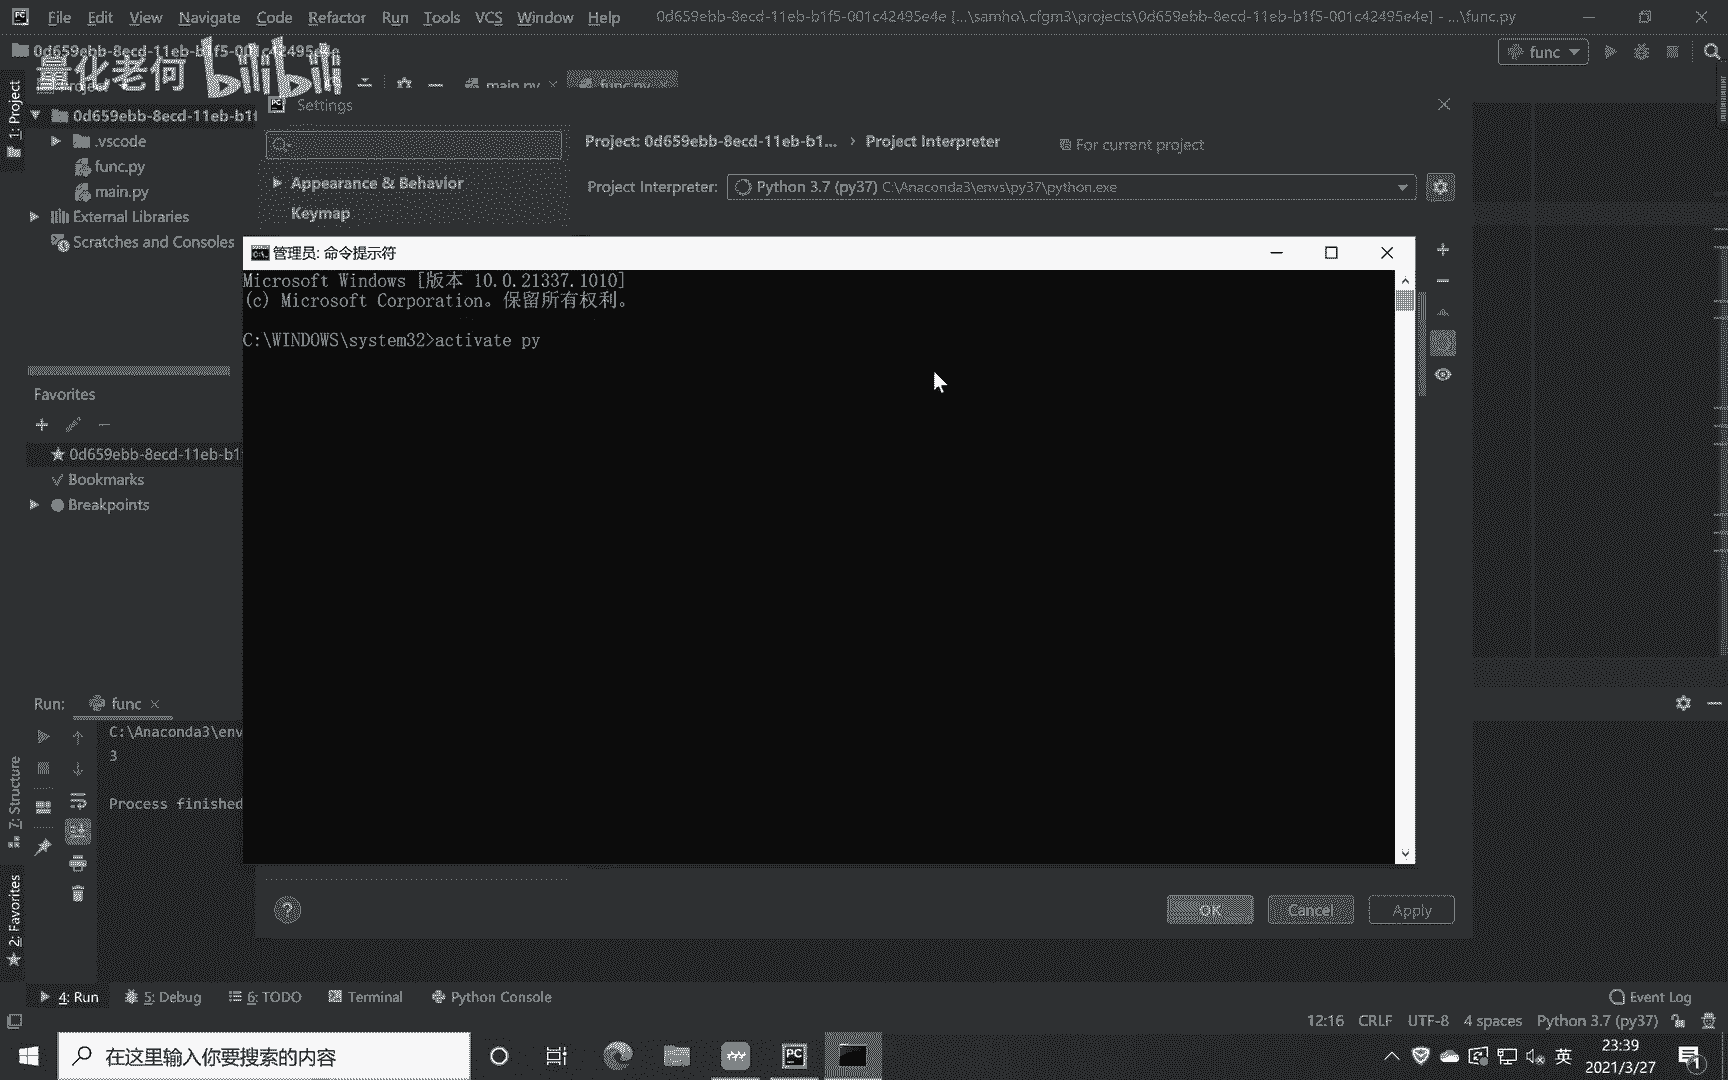 File Edit View Navigate Code Refactor Run Tools VCS Window Help 0d659ebb-8ecd-11eb-b1f5-001c42495e4e [...\samho\.cfgm3\projects\0d659ebb-8ecd-11eb-b1f5-001c42495e4e] - ...\func.py
0d659ebb-8ecd-11eb-b1f5-001c42495e4e
func
量化老何 bilibili
main.py
func.py
1: Project
0d659ebb-8ecd-11eb-b1f
.vscode
func.py
main.py
External Libraries
Scratches and Consoles
Settings
Project: 0d659ebb-8ecd-11eb-b1... › Project Interpreter
For current project
Appearance & Behavior
Keymap
Project Interpreter: Python 3.7 (py37) C:\Anaconda3\envs\py37\python.exe
管理员: 命令提示符
Microsoft Windows [版本 10.0.21337.1010]
(c) Microsoft Corporation。保留所有权利。
C:\WINDOWS\system32>activate py
Favorites
0d659ebb-8ecd-11eb-b1
Bookmarks
Breakpoints
Run: func
C:\Anaconda3\env
3
Process finished
7: Structure
2: Favorites
?
OK Cancel Apply
4: Run 5: Debug 6: TODO Terminal Python Console
Event Log
12:16 CRLF UTF-8 4 spaces Python 3.7 (py37)
在这里输入你要搜索的内容
PC
英
23:39
2021/3/27
1